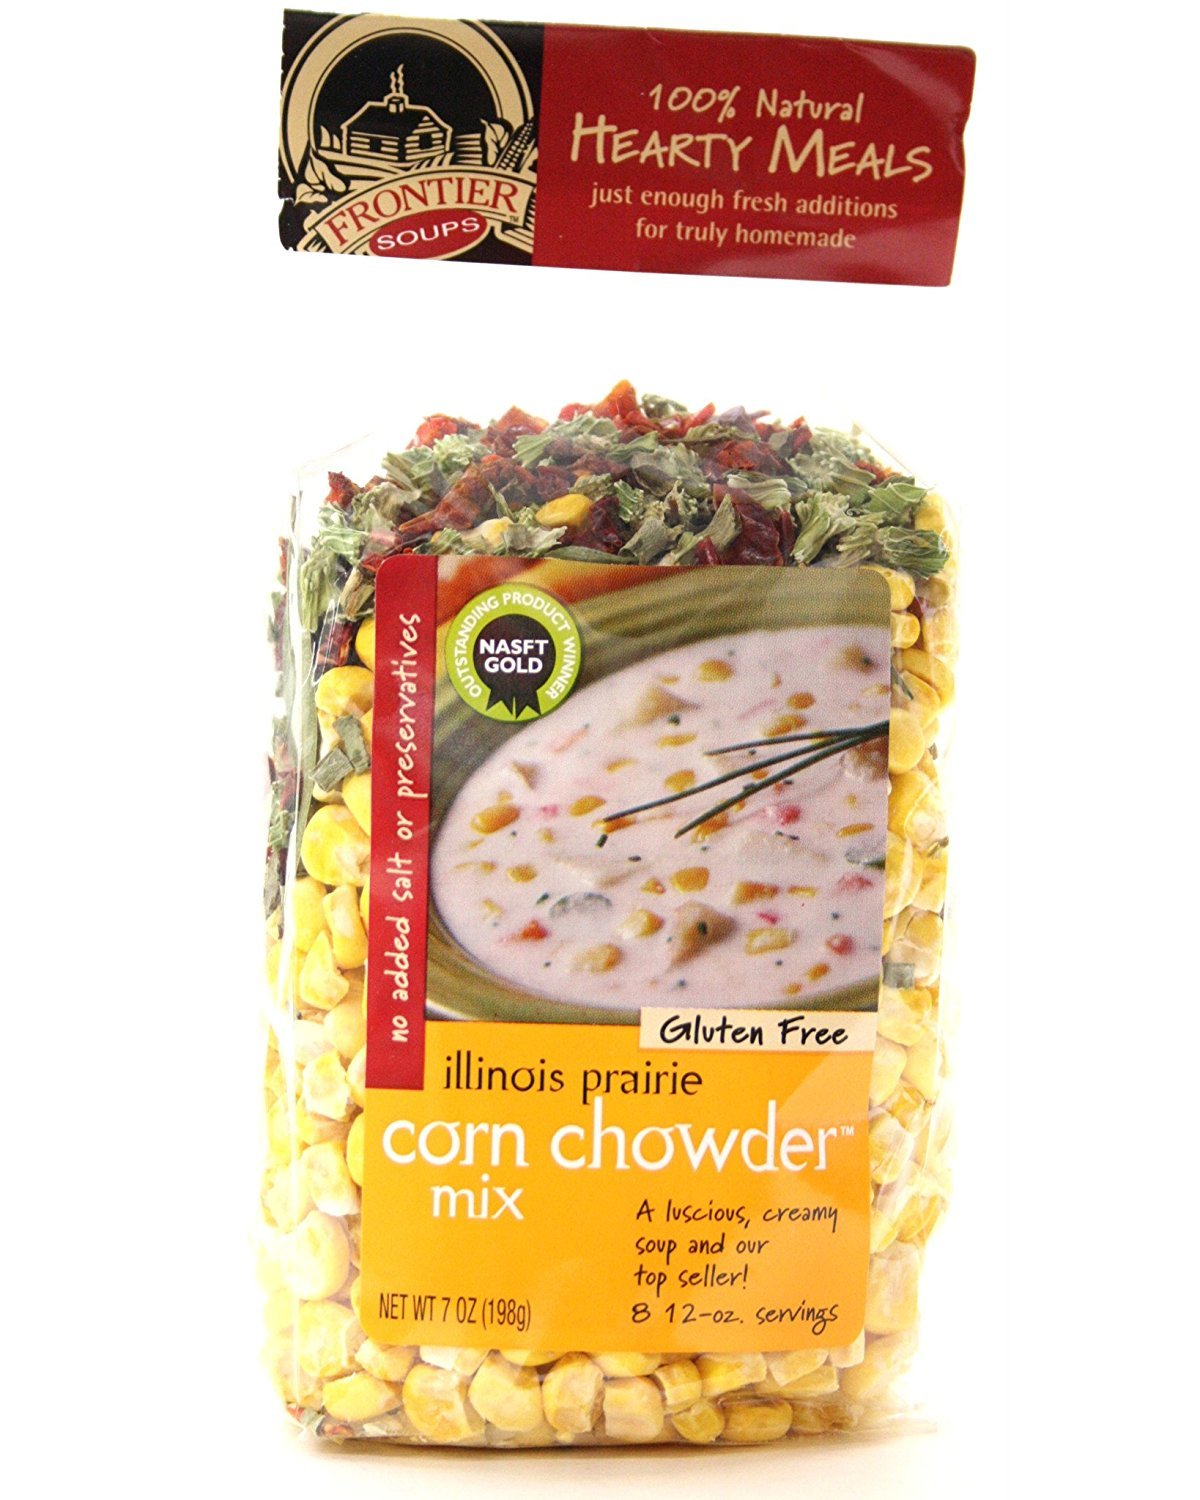 FRONTIER™
SOUPS
100% Natural
HEARTY MEALS
just enough fresh additions
for truly homemade
OUTSTANDING PRODUCT WINNER
NASFT
GOLD
no added salt or preservatives
Gluten Free
illinois prairie
corn chowder™
mix
A luscious, creamy
soup and our
top seller!
8 12-oz. servings
NET WT 7 OZ (198g)